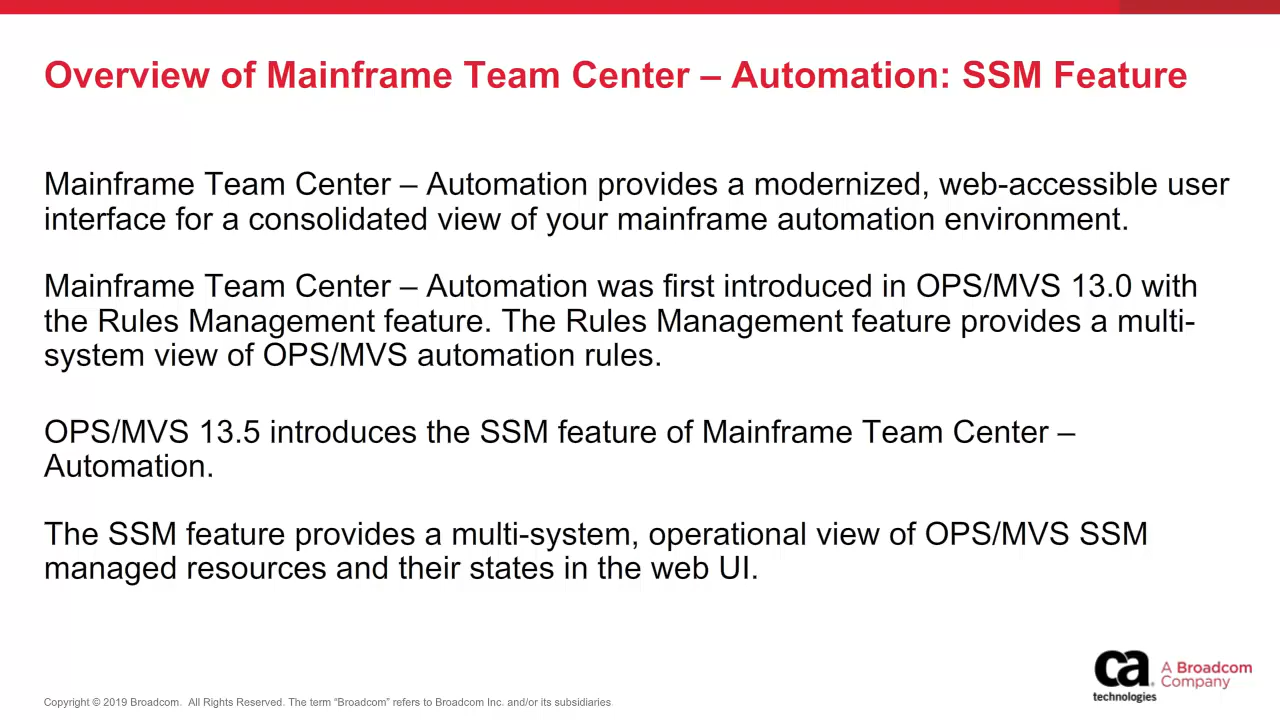 Overview of Mainframe Team Center – Automation: SSM Feature
Mainframe Team Center – Automation provides a modernized, web-accessible user
interface for a consolidated view of your mainframe automation environment.
Mainframe Team Center – Automation was first introduced in OPS/MVS 13.0 with
the Rules Management feature. The Rules Management feature provides a multi-
system view of OPS/MVS automation rules.
OPS/MVS 13.5 introduces the SSM feature of Mainframe Team Center –
Automation.
The SSM feature provides a multi-system, operational view of OPS/MVS SSM
managed resources and their states in the web UI.
ca
technologies
A Broadcom
Company
Copyright © 2019 Broadcom. All Rights Reserved. The term “Broadcom” refers to Broadcom Inc. and/or its subsidiaries